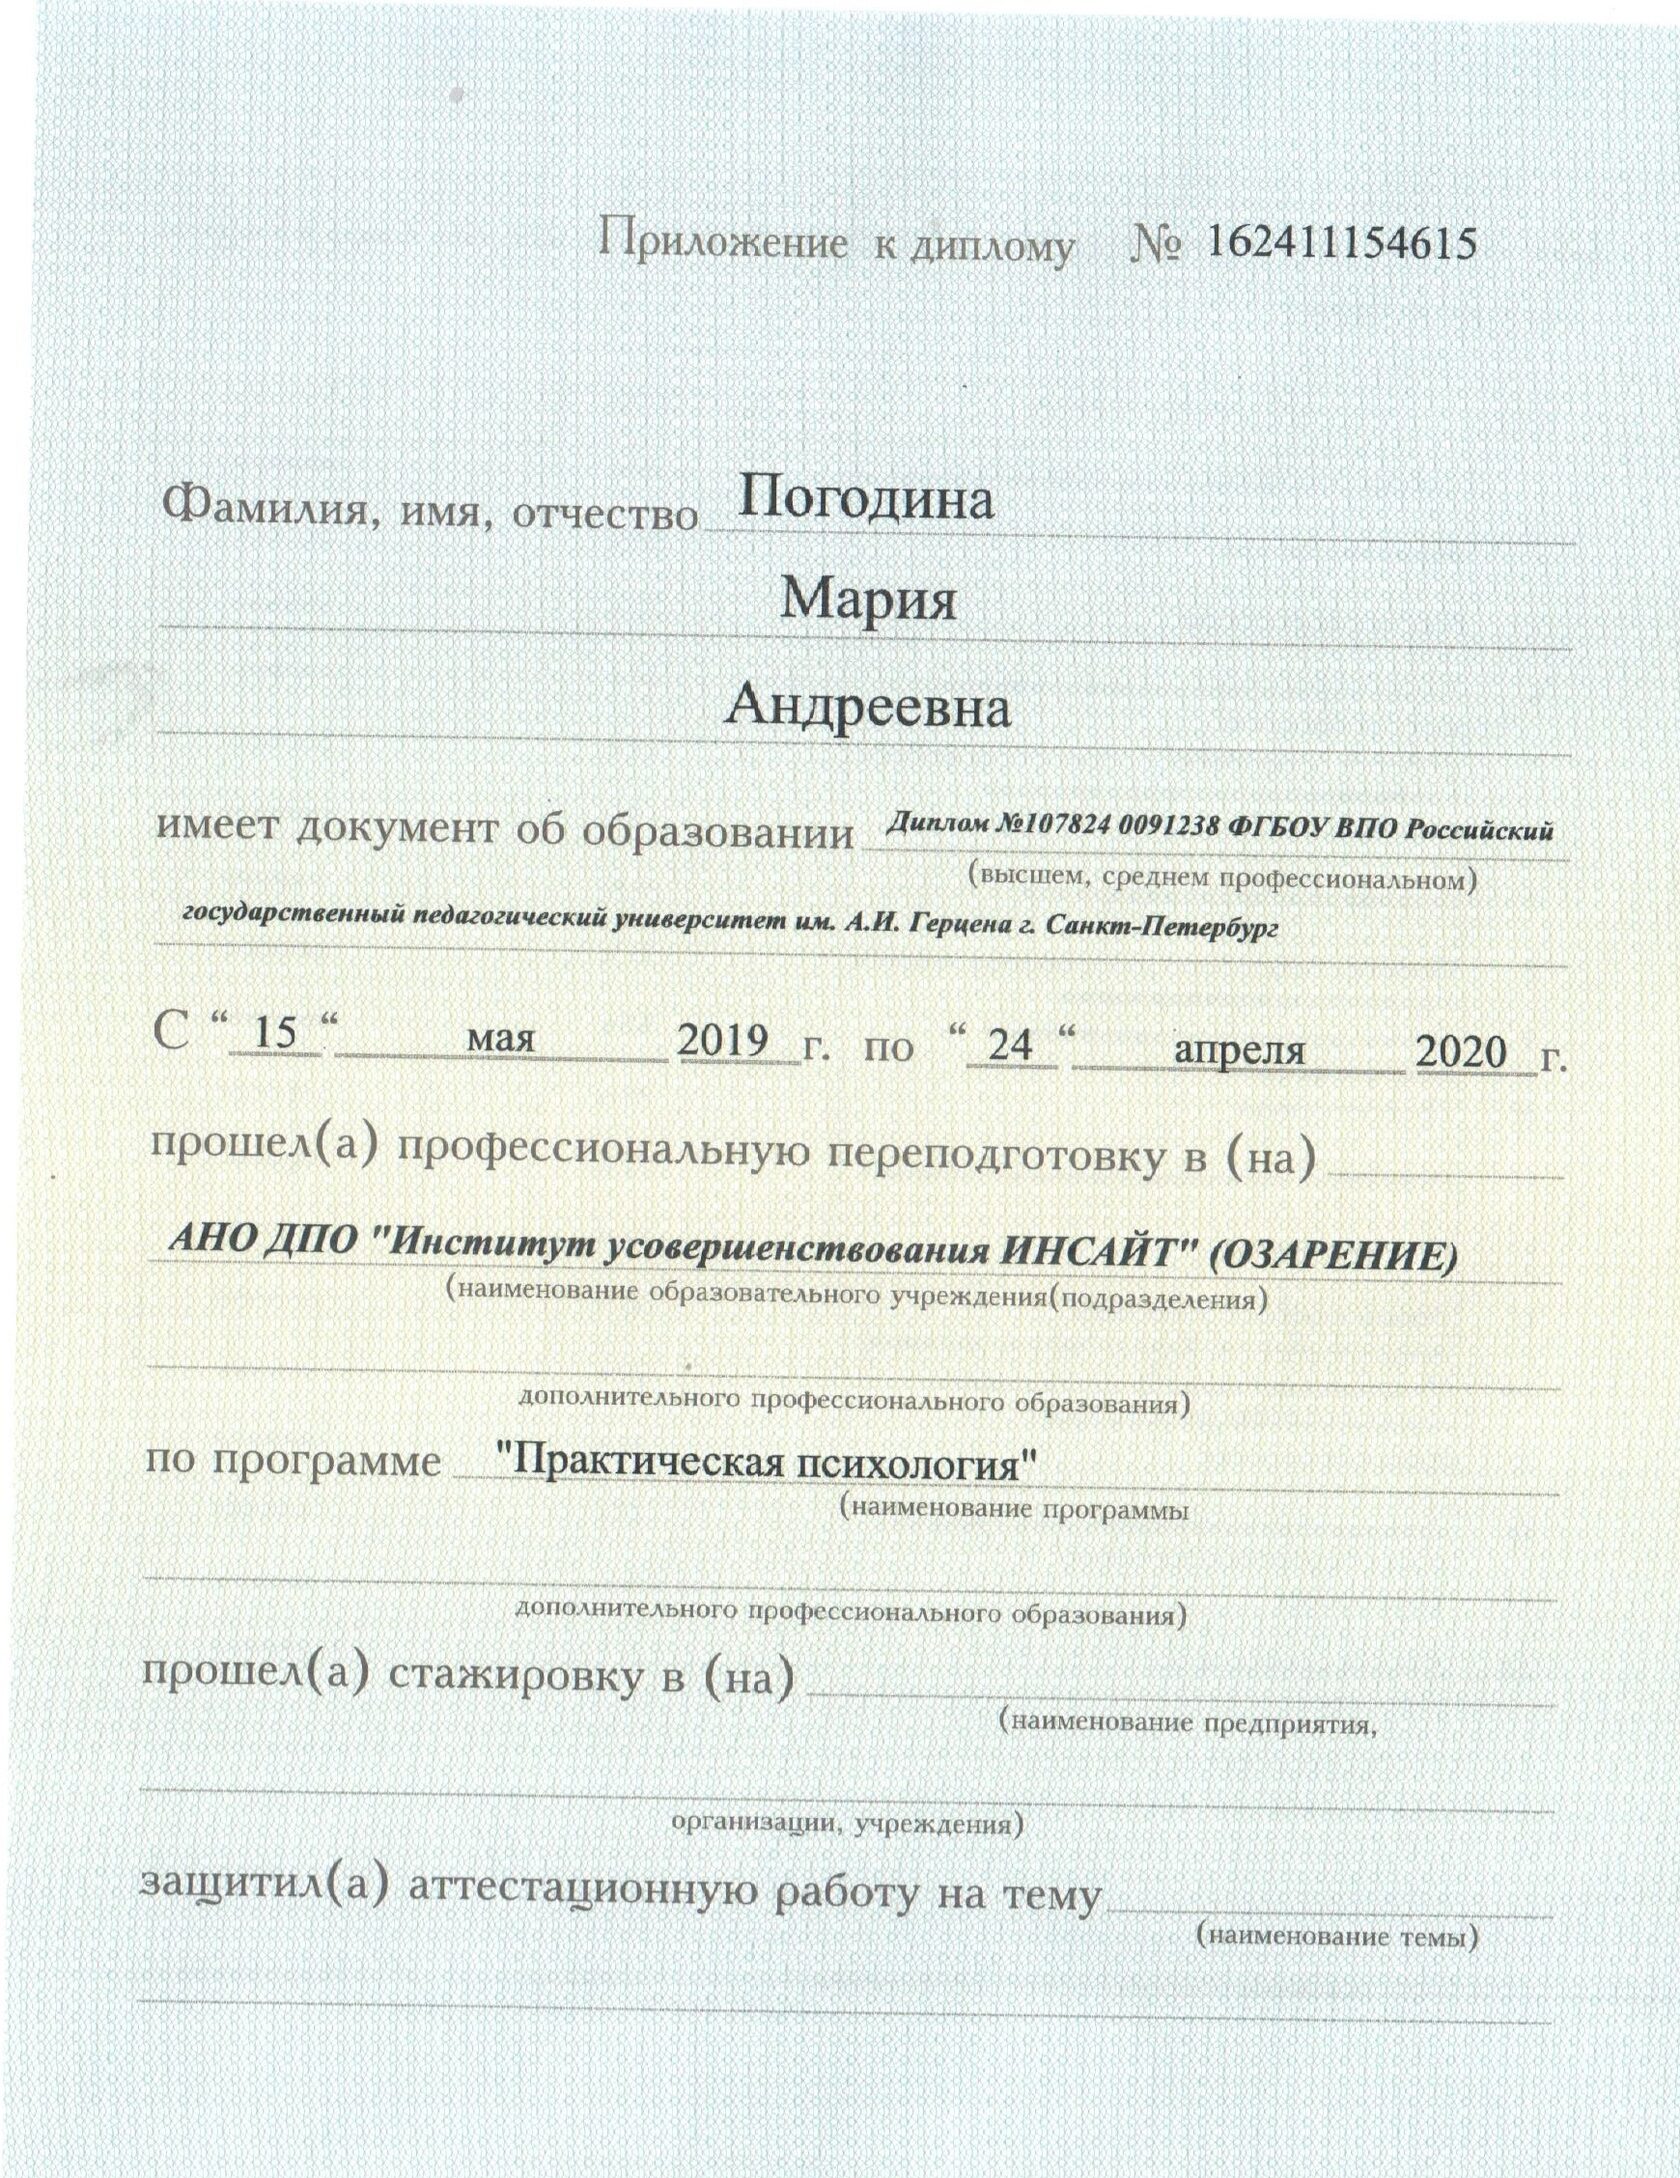 Приложение к диплому № 162411154615
Фамилия, имя, отчество Погодина
Мария
Андреевна
имеет документ об образовании Диплом №107824 0091238 ФГБОУ ВПО Российский
(высшем, среднем профессиональном)
государственный педагогический университет им. А.И. Герцена г. Санкт-Петербург
С “ 15 “ мая 2019 г. по “ 24 “ апреля 2020 г.
прошел(а) профессиональную переподготовку в (на)
АНО ДПО "Институт усовершенствования ИНСАЙТ" (ОЗАРЕНИЕ)
(наименование образовательного учреждения(подразделения)
дополнительного профессионального образования)
по программе "Практическая психология"
(наименование программы
дополнительного профессионального образования)
прошел(а) стажировку в (на)
(наименование предприятия,
организации, учреждения)
защитил(а) аттестационную работу на тему
(наименование темы)